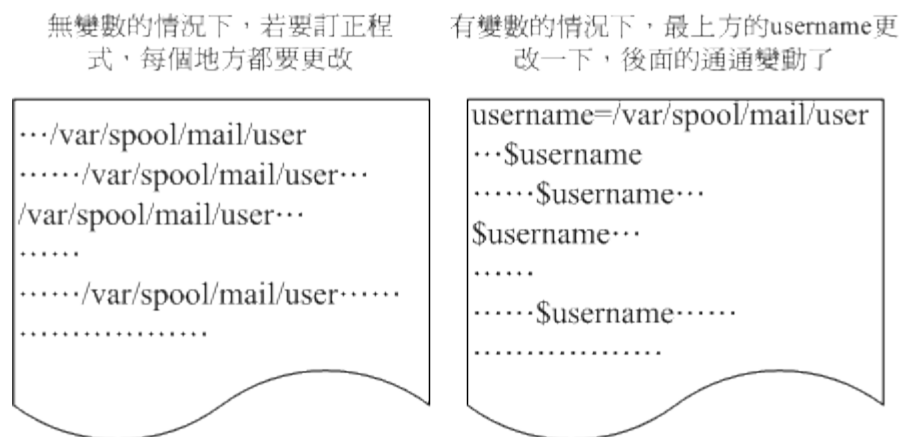 無變數的情況下，若要訂正程
式，每個地方都要更改
…/var/spool/mail/user
……/var/spool/mail/user…
/var/spool/mail/user…
……
……/var/spool/mail/user……
………………
有變數的情況下，最上方的username更
改一下，後面的通通變動了
username=/var/spool/mail/user
…$username
……$username…
$username…
……
……$username……
………………